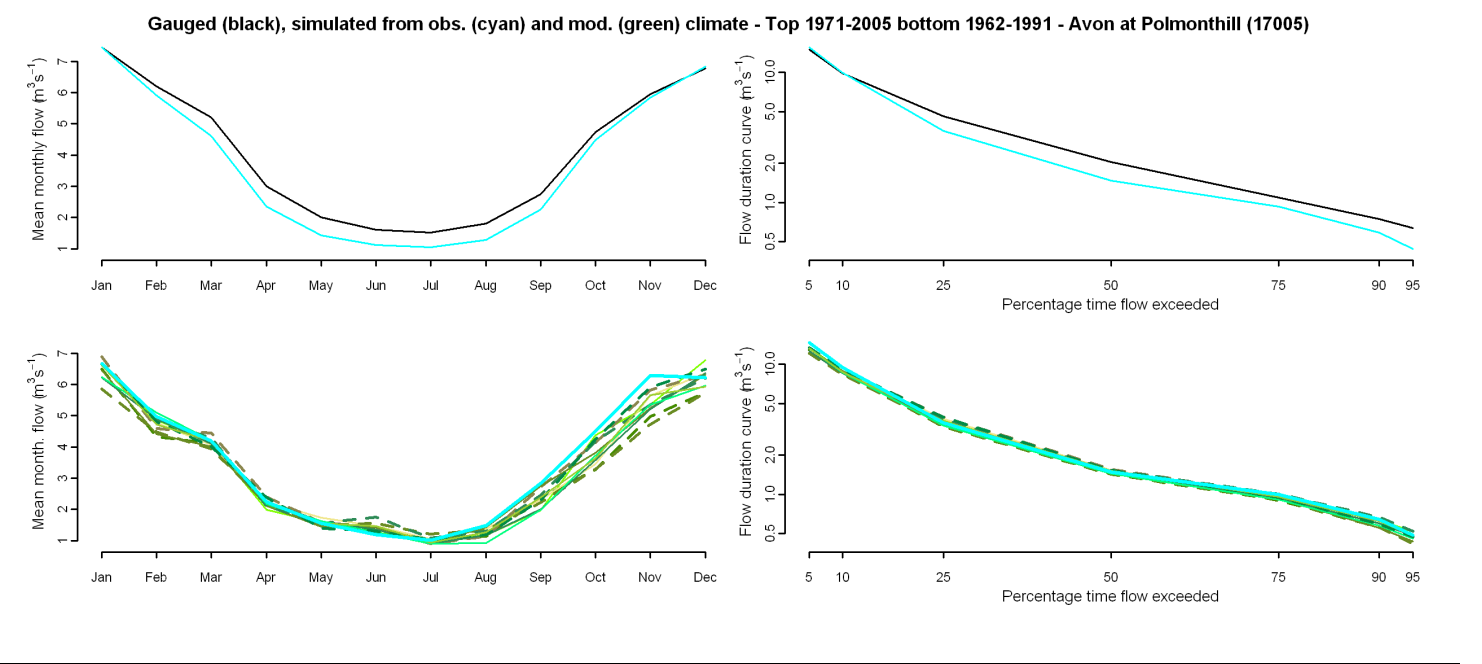 Gauged (black), simulated from obs. (cyan) and mod. (green) climate - Top 1971-2005 bottom 1962-1991 - Avon at Polmonthill (17005)
Mean monthly flow (m³s⁻¹)
7
6
5
4
3
2
1
Jan Feb Mar Apr May Jun Jul Aug Sep Oct Nov Dec
Flow duration curve (m³s⁻¹)
10.0
5.0
2.0
1.0
0.5
5 10 25 50 75 90 95
Percentage time flow exceeded
Mean month. flow (m³s⁻¹)
7
6
5
4
3
2
1
Jan Feb Mar Apr May Jun Jul Aug Sep Oct Nov Dec
Flow duration curve (m³s⁻¹)
10.0
5.0
2.0
1.0
0.5
5 10 25 50 75 90 95
Percentage time flow exceeded